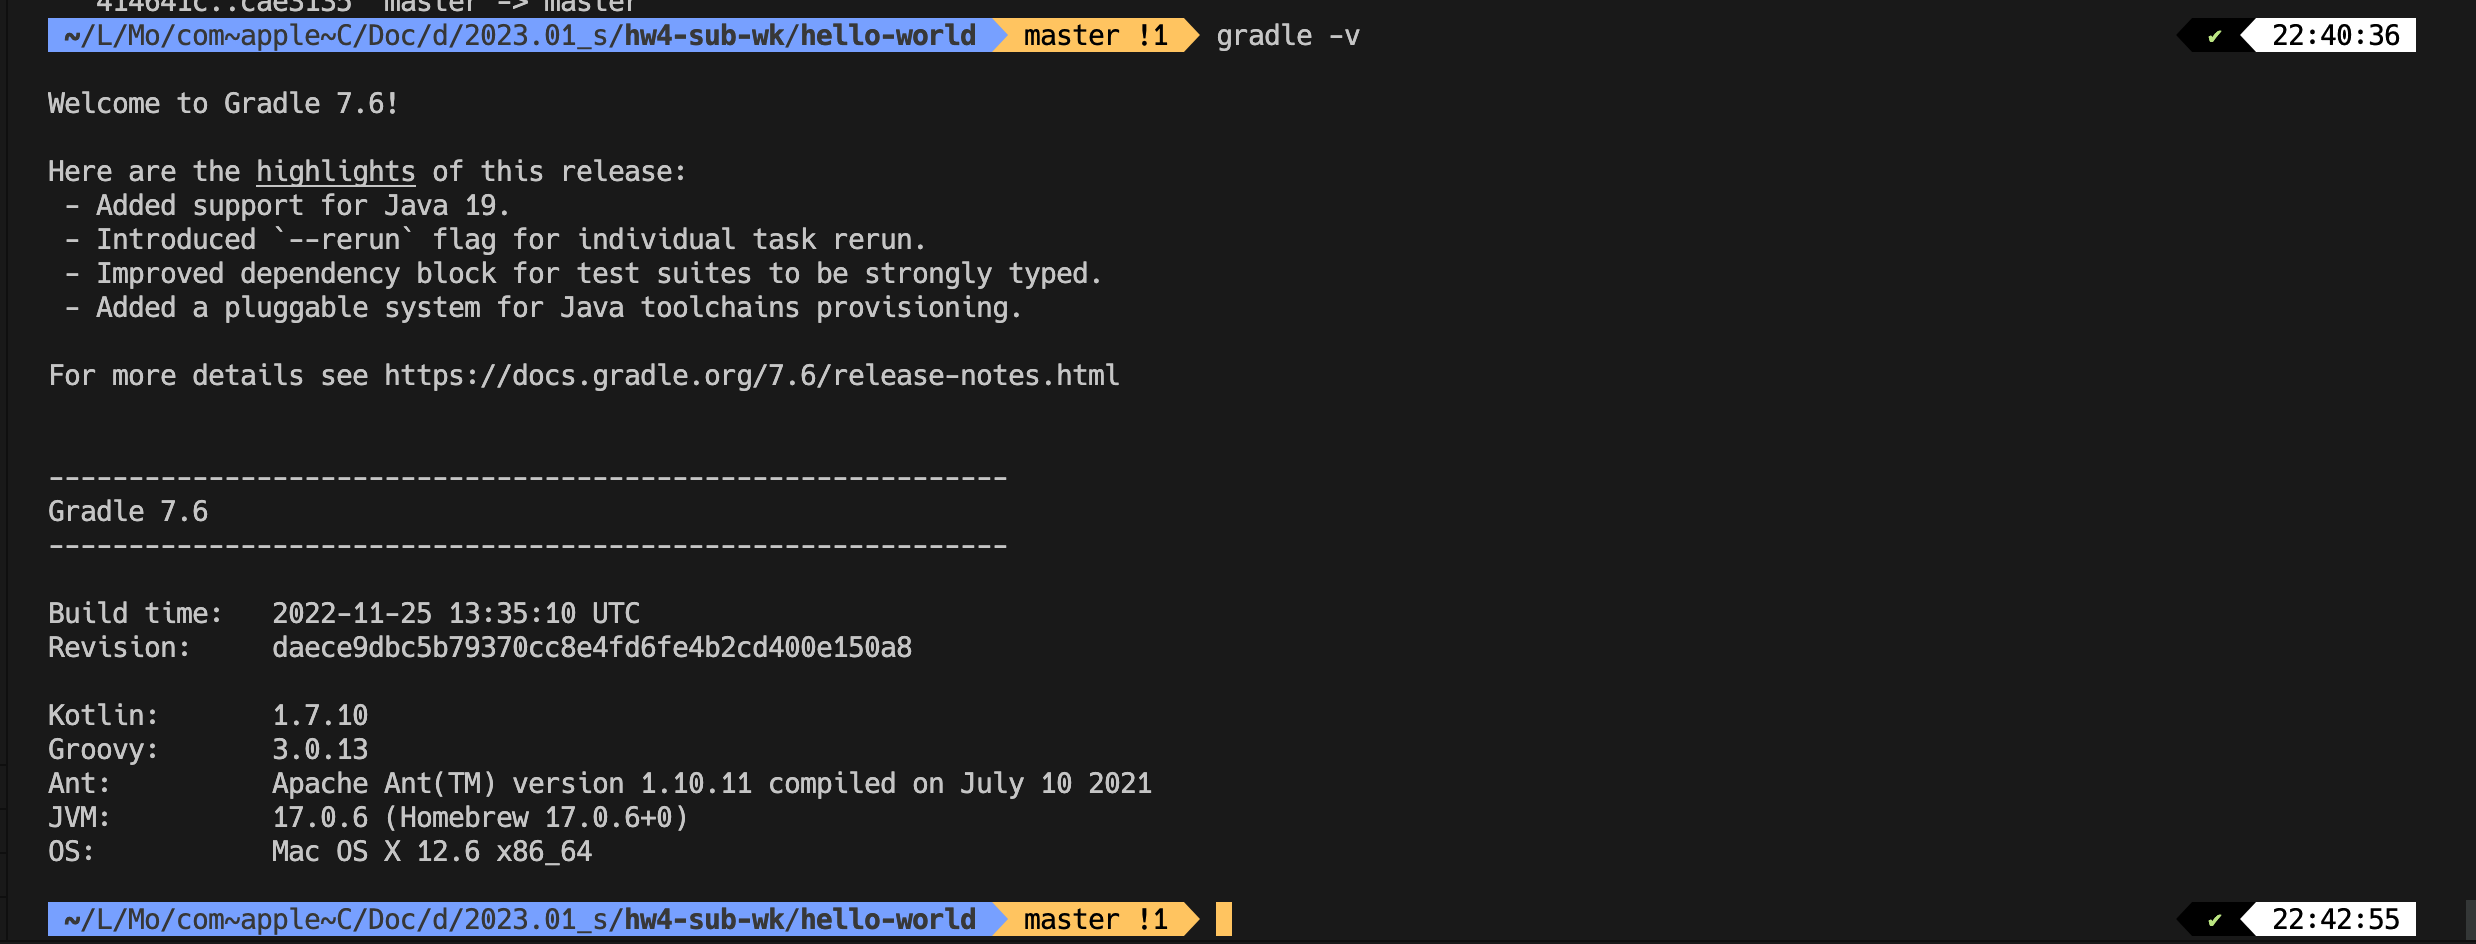 414641c..cae3135  master -> master
~/L/Mo/com~apple~C/Doc/d/2023.01_s/hw4-sub-wk/hello-world master !1 gradle -v ✔ 22:40:36
Welcome to Gradle 7.6!
Here are the highlights of this release:
- Added support for Java 19.
- Introduced `--rerun` flag for individual task rerun.
- Improved dependency block for test suites to be strongly typed.
- Added a pluggable system for Java toolchains provisioning.
For more details see https://docs.gradle.org/7.6/release-notes.html
------------------------------------------------------------
Gradle 7.6
------------------------------------------------------------
Build time:   2022-11-25 13:35:10 UTC
Revision:     daece9dbc5b79370cc8e4fd6fe4b2cd400e150a8
Kotlin:       1.7.10
Groovy:       3.0.13
Ant:          Apache Ant(TM) version 1.10.11 compiled on July 10 2021
JVM:          17.0.6 (Homebrew 17.0.6+0)
OS:           Mac OS X 12.6 x86_64
~/L/Mo/com~apple~C/Doc/d/2023.01_s/hw4-sub-wk/hello-world master !1 ✔ 22:42:55